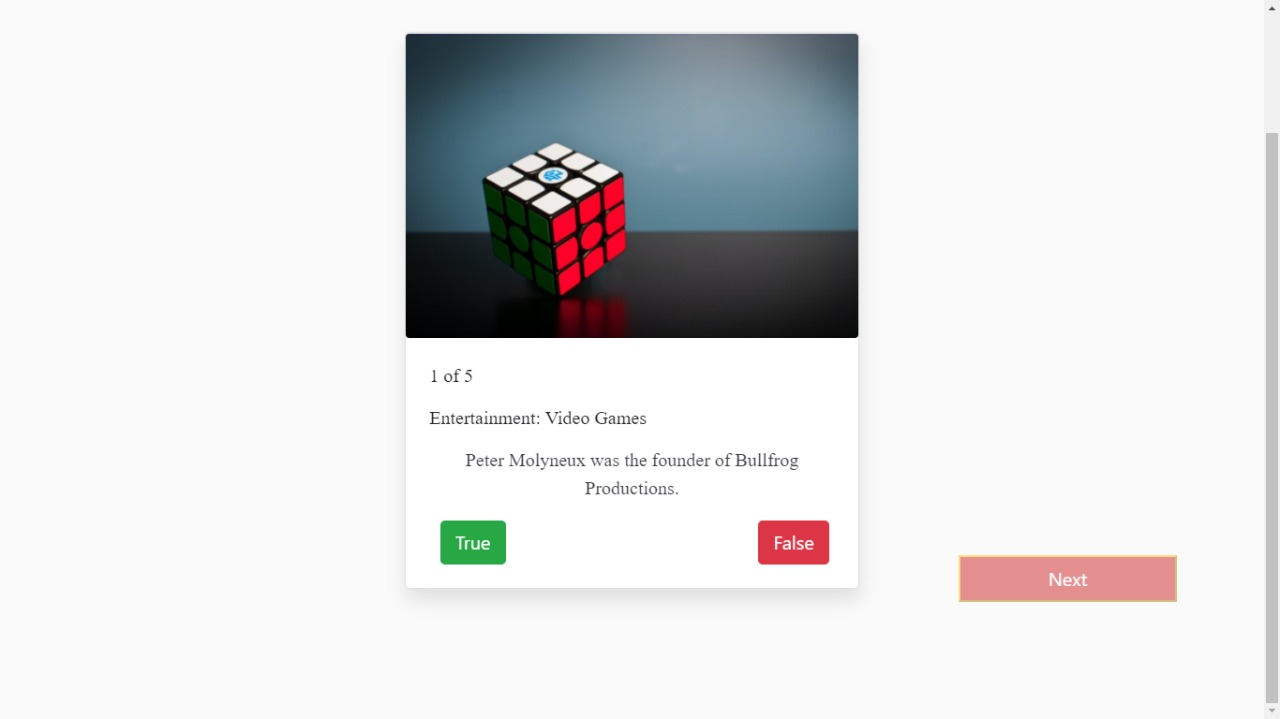 1 of 5
Entertainment: Video Games
Peter Molyneux was the founder of Bullfrog
Productions.
True
False
Next